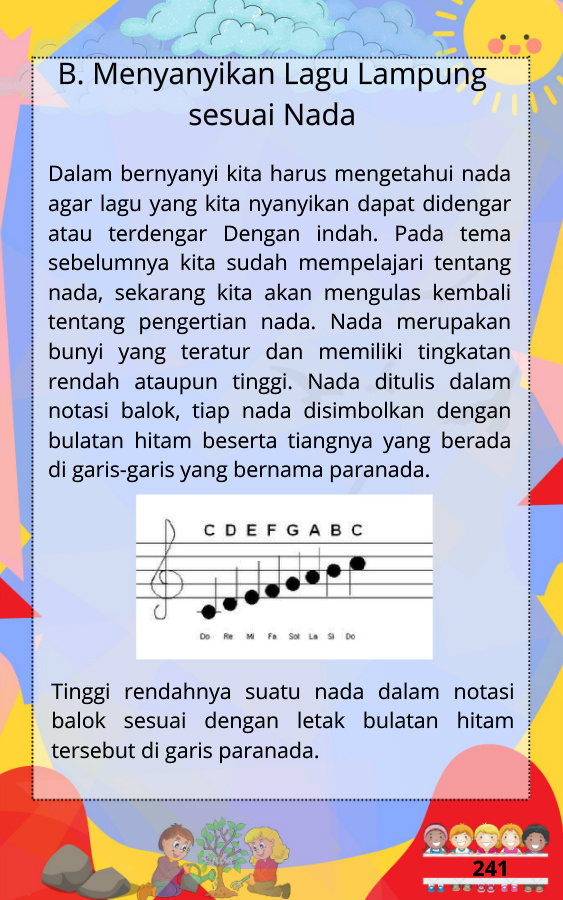 B. Menyanyikan Lagu Lampung
sesuai Nada
Dalam bernyanyi kita harus mengetahui nada
agar lagu yang kita nyanyikan dapat didengar
atau terdengar Dengan indah. Pada tema
sebelumnya kita sudah mempelajari tentang
nada, sekarang kita akan mengulas kembali
tentang pengertian nada. Nada merupakan
bunyi yang teratur dan memiliki tingkatan
rendah ataupun tinggi. Nada ditulis dalam
notasi balok, tiap nada disimbolkan dengan
bulatan hitam beserta tiangnya yang berada
di garis-garis yang bernama paranada.
C D E F G A B C
Do Re Mi Fa Sol La Si Do
Tinggi rendahnya suatu nada dalam notasi
balok sesuai dengan letak bulatan hitam
tersebut di garis paranada.
241